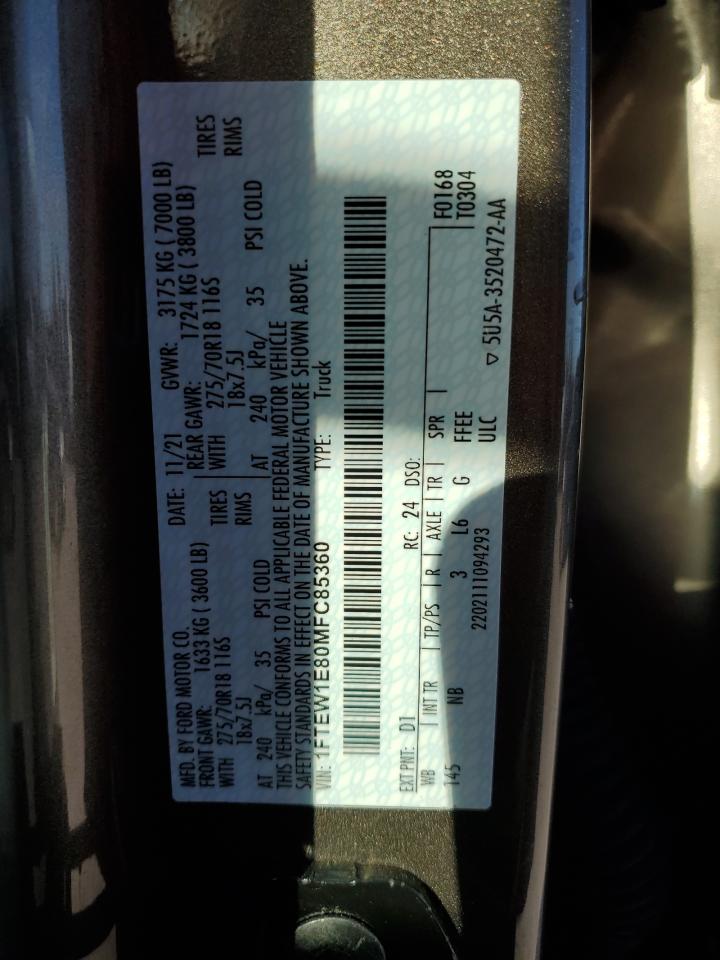 MFD. BY FORD MOTOR CO. DATE: 11/21 GVWR: 3175 KG ( 7000 LB)
FRONT GAWR: 1633 KG ( 3600 LB) REAR GAWR: 1724 KG ( 3800 LB)
WITH 275/70R18 116S TIRES WITH 275/70R18 116S TIRES
18x7.5J RIMS 18x7.5J RIMS
AT 240 kPa/ 35 PSI COLD AT 240 kPa/ 35 PSI COLD
THIS VEHICLE CONFORMS TO ALL APPLICABLE FEDERAL MOTOR VEHICLE
SAFETY STANDARDS IN EFFECT ON THE DATE OF MANUFACTURE SHOWN ABOVE.
VIN: 1FTEW1E80MFC85360 TYPE: Truck
EXT PNT: D1 RC: 24 DSO: F0168
WB INT TR TP/PS R AXLE TR SPR T0304
145 NB 3 L6 G FFEE
2202111094293 ULC ▽ 5U5A-3520472-AA